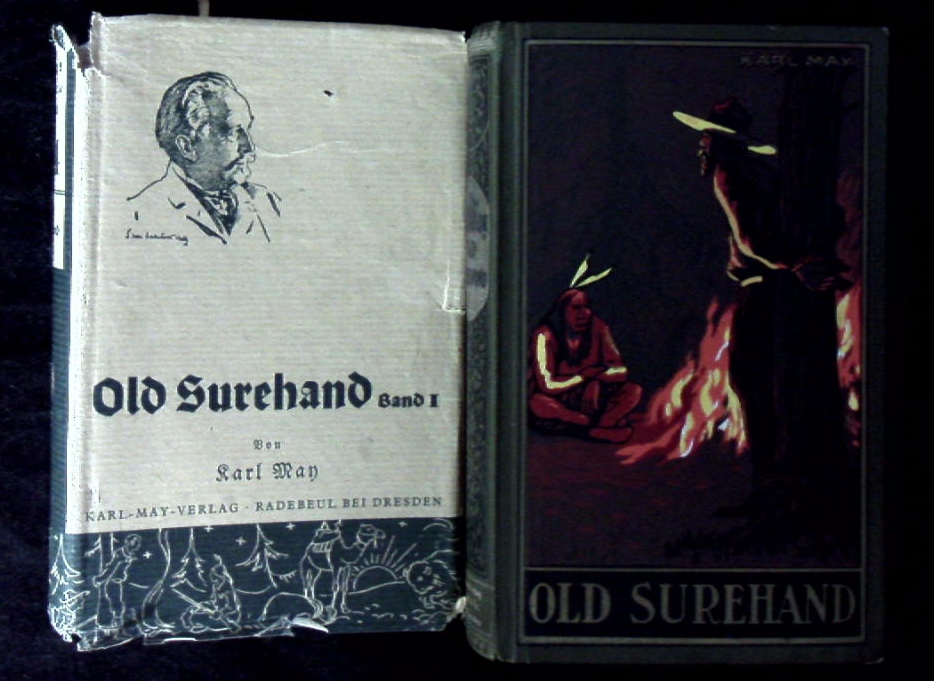 Old Surehand Band I
Von
Karl May
KARL-MAY-VERLAG · RADEBEUL BEI DRESDEN
KARL MAY
OLD SUREHAND